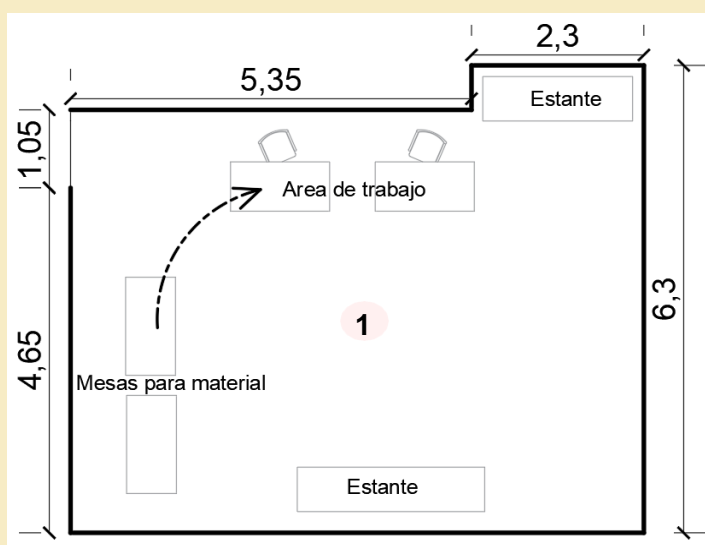 2,3
5,35
Estante
1,05
Area de trabajo
6,3
1
4,65
Mesas para material
Estante